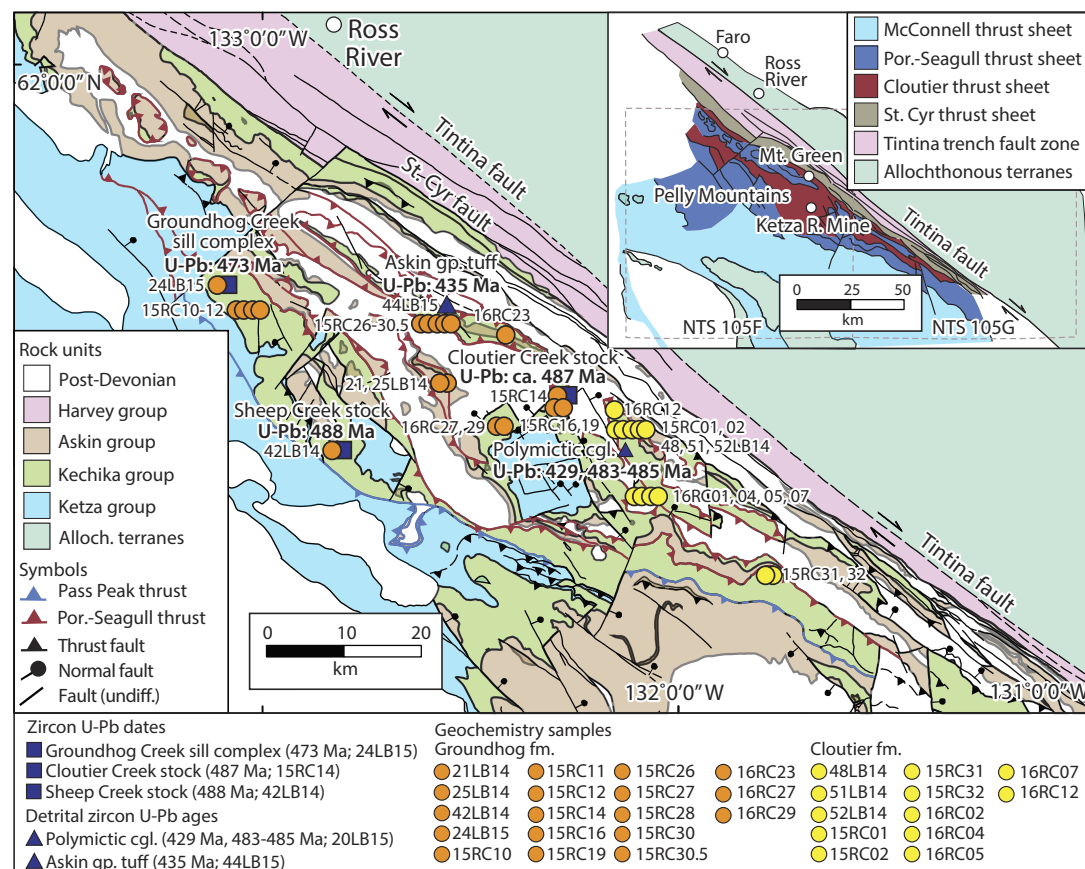 133˚0'0"W
Ross
River
62˚0'0"N
Tintina fault
St. Cyr fault
Groundhog Creek
sill complex
U-Pb: 473 Ma
24LB15
15RC10-12
Askin gp. tuff
U-Pb: 435 Ma
44LB15
16RC23
15RC26-30.5
Cloutier Creek stock
U-Pb: ca. 487 Ma
21, 25LB14
15RC14
16RC12
Sheep Creek stock
U-Pb: 488 Ma
42LB14
16RC27, 29
15RC16,19
15RC01, 02
48, 51, 52LB14
Polymictic cgl.
U-Pb: 429, 483-485 Ma
16RC01, 04, 05, 07
15RC31, 32
Tintina fault
132˚0'0"W
131˚0'0"W
0 10 20
km
Faro
Ross
River
Mt. Green
Pelly Mountains
Ketza R. Mine
Tintina fault
0 25 50
km
NTS 105F
NTS 105G
McConnell thrust sheet
Por.-Seagull thrust sheet
Cloutier thrust sheet
St. Cyr thrust sheet
Tintina trench fault zone
Allochthonous terranes
Rock units
Post-Devonian
Harvey group
Askin group
Kechika group
Ketza group
Alloch. terranes
Symbols
Pass Peak thrust
Por.-Seagull thrust
Thrust fault
Normal fault
Fault (undiff.)
Zircon U-Pb dates
Groundhog Creek sill complex (473 Ma; 24LB15)
Cloutier Creek stock (487 Ma; 15RC14)
Sheep Creek stock (488 Ma; 42LB14)
Detrital zircon U-Pb ages
Polymictic cgl. (429 Ma, 483-485 Ma; 20LB15)
Askin gp. tuff (435 Ma; 44LB15)
Geochemistry samples
Groundhog fm.
21LB14 15RC11 15RC26 16RC23
25LB14 15RC12 15RC27 16RC27
42LB14 15RC14 15RC28 16RC29
24LB15 15RC16 15RC30
15RC10 15RC19 15RC30.5
Cloutier fm.
48LB14 15RC31 16RC07
51LB14 15RC32 16RC12
52LB14 16RC02
15RC01 16RC04
15RC02 16RC05